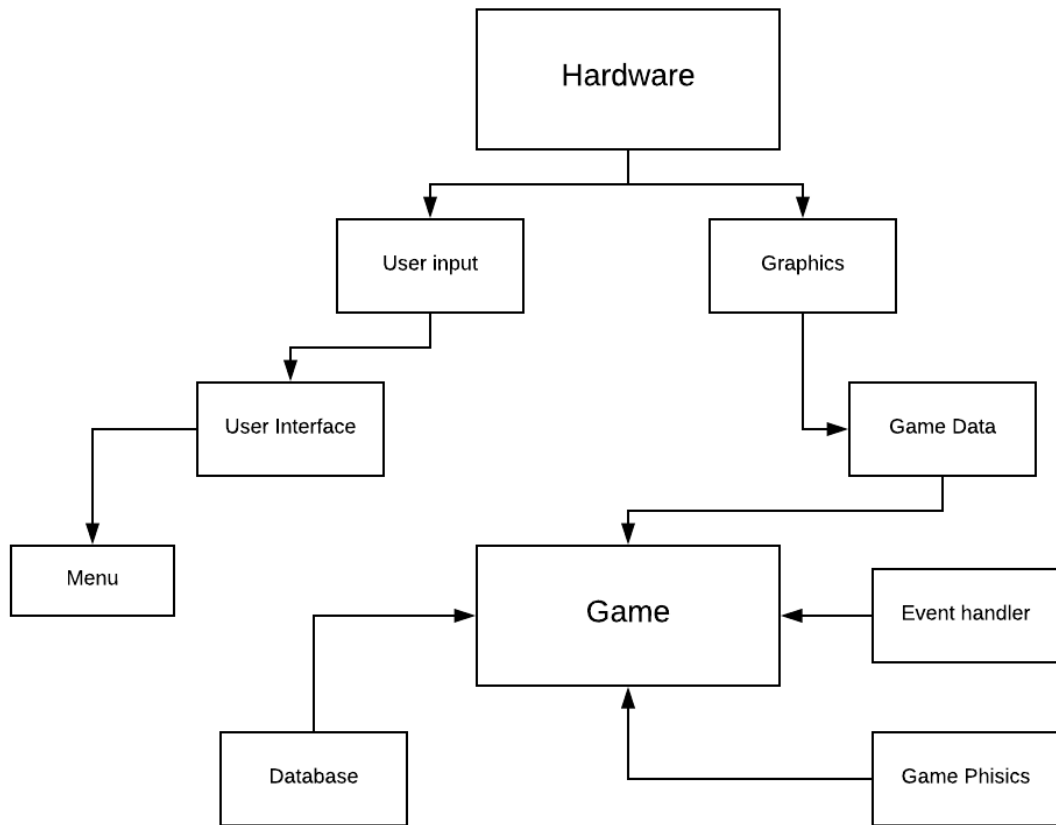 Hardware
User input
Graphics
User Interface
Game Data
Menu
Game
Event handler
Database
Game Phisics